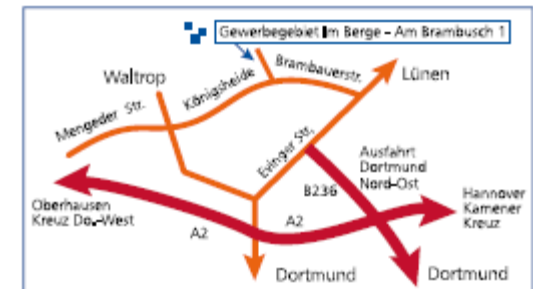 Gewerbegebiet Im Berge – Am Brambusch 1
Waltrop
Königsheide
Brambauerstr.
Lünen
Mengeder Str.
Evinger Str.
Ausfahrt
Dortmund
Nord-Ost
B236
Oberhausen
Kreuz Do.-West
Hannover
Kamener
Kreuz
A2
A2
Dortmund
Dortmund